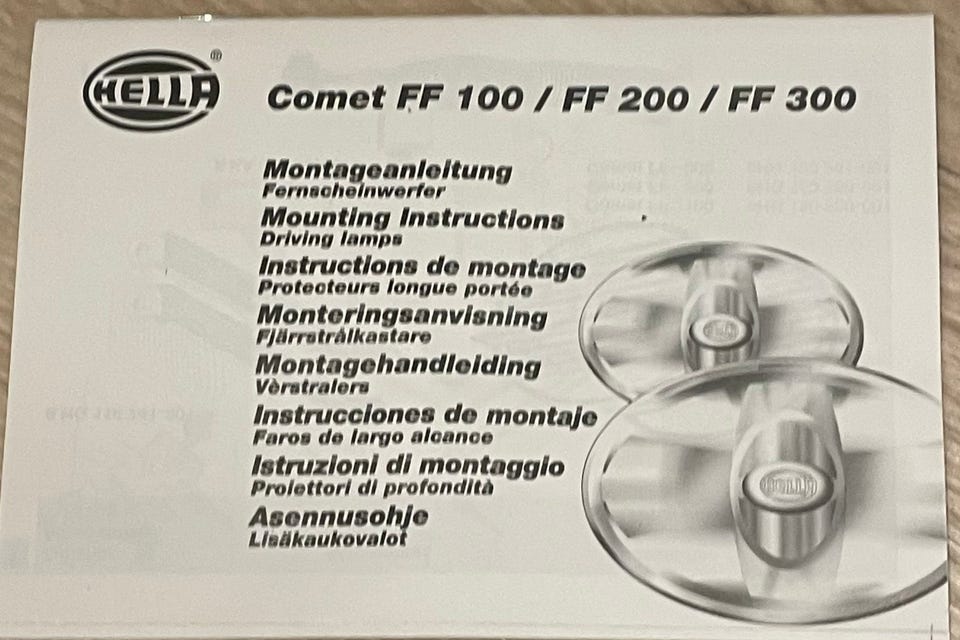 HELLA®
Comet FF 100 / FF 200 / FF 300
Montageanleitung
Fernscheinwerfer
Mounting Instructions
Driving lamps
Instructions de montage
Protecteurs longue portée
Monteringsanvisning
Fjärrstrålkastare
Montagehandleiding
Vèrstralers
Instrucciones de montaje
Faros de largo alcance
Istruzioni di montaggio
Proiettori di profondità
Asennusohje
Lisäkaukovalot
HELLA
HELLA